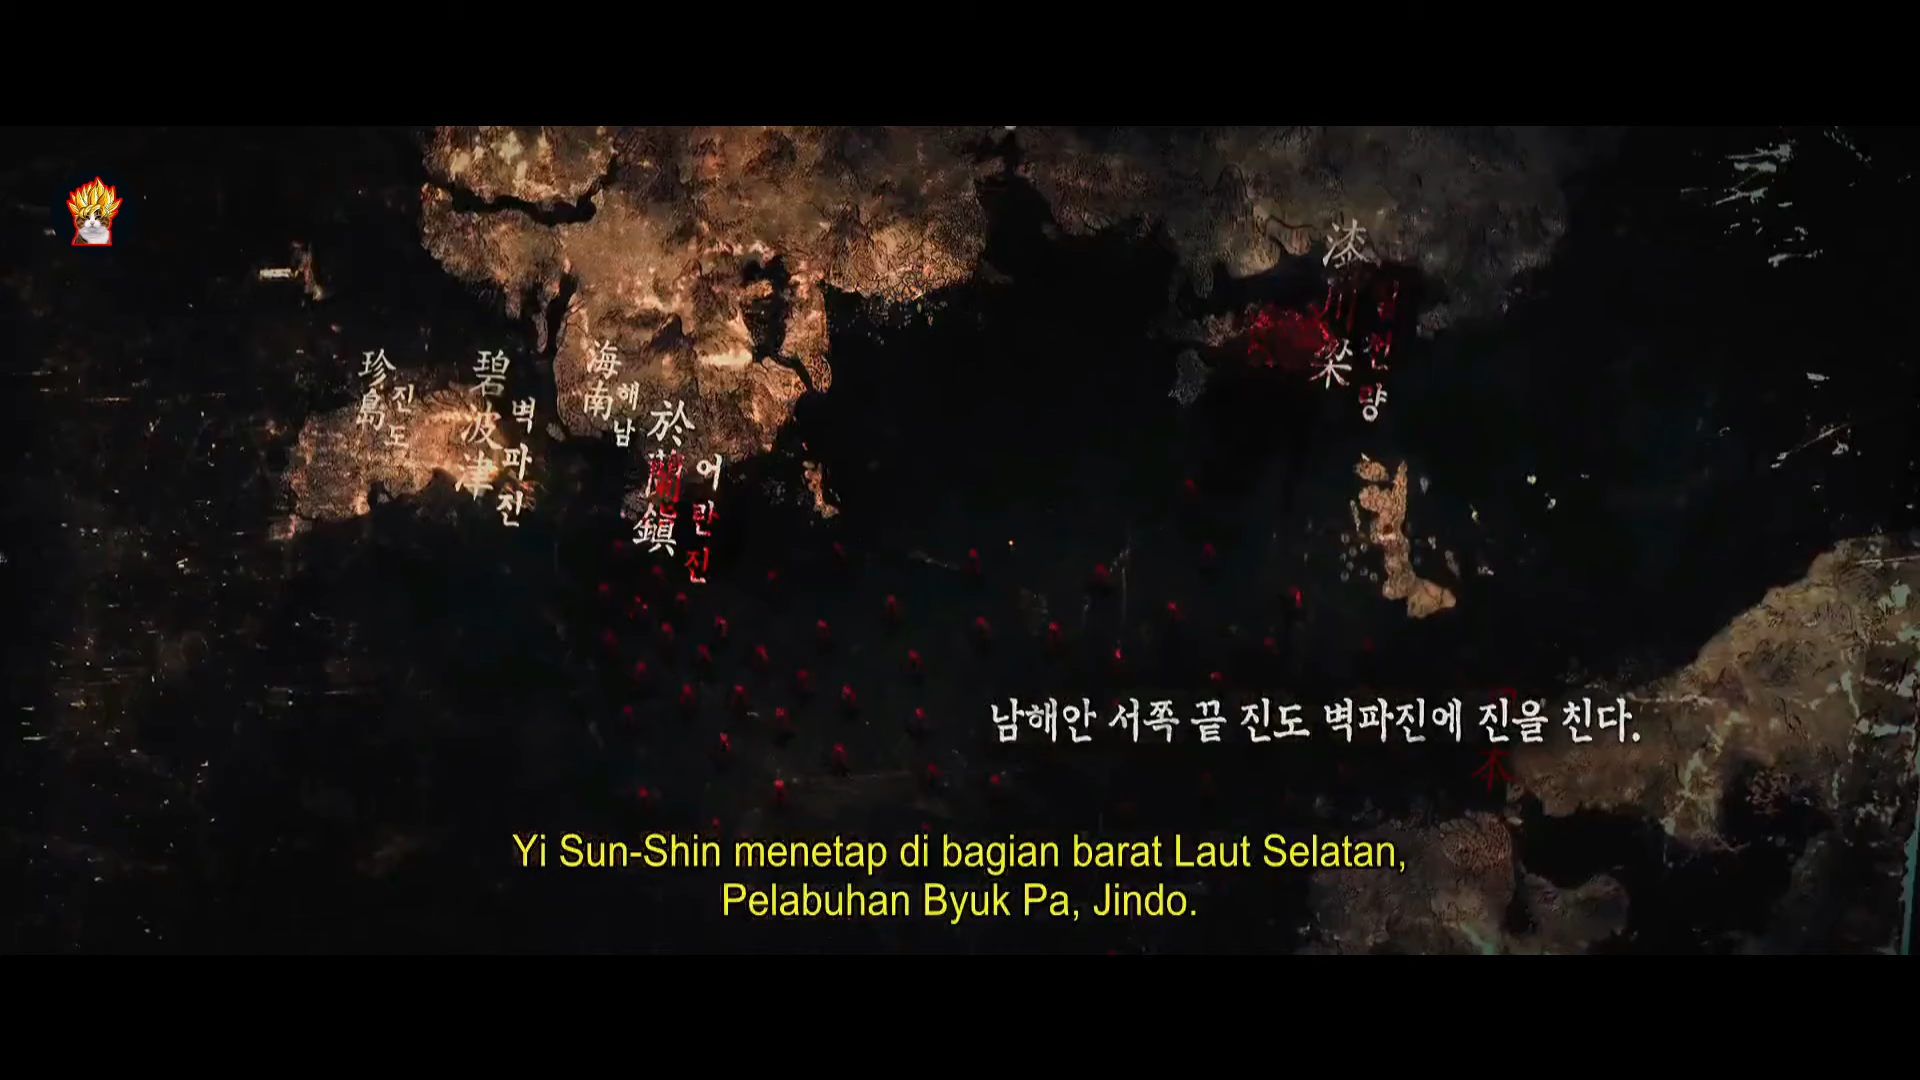 珍島
진도
碧波津
벽파진
海南
해남
於蘭鎭
어란진
漆川梁
칠천량
남해안 서쪽 끝 진도 벽파진에 진을 친다.
本
Yi Sun-Shin menetap di bagian barat Laut Selatan,
Pelabuhan Byuk Pa, Jindo.